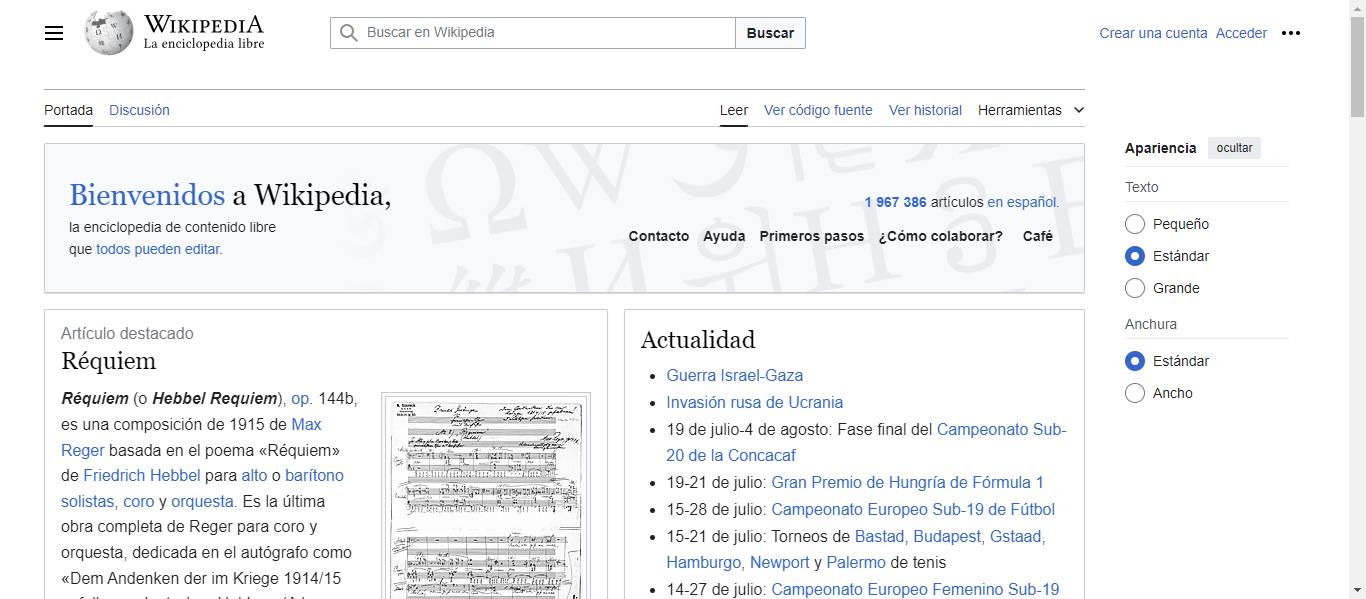 WIKIPEDIA
La enciclopedia libre
Buscar en Wikipedia
Buscar
Crear una cuenta Acceder
Portada Discusión
Leer Ver código fuente Ver historial Herramientas
Bienvenidos a Wikipedia,
la enciclopedia de contenido libre
que todos pueden editar.
1 967 386 artículos en español.
Contacto Ayuda Primeros pasos ¿Cómo colaborar? Café
Artículo destacado
Réquiem
Réquiem (o Hebbel Requiem), op. 144b,
es una composición de 1915 de Max
Reger basada en el poema «Réquiem»
de Friedrich Hebbel para alto o barítono
solistas, coro y orquesta. Es la última
obra completa de Reger para coro y
orquesta, dedicada en el autógrafo como
«Dem Andenken der im Kriege 1914/15
Actualidad
Guerra Israel-Gaza
Invasión rusa de Ucrania
19 de julio-4 de agosto: Fase final del Campeonato Sub-
20 de la Concacaf
19-21 de julio: Gran Premio de Hungría de Fórmula 1
15-28 de julio: Campeonato Europeo Sub-19 de Fútbol
15-21 de julio: Torneos de Bastad, Budapest, Gstaad,
Hamburgo, Newport y Palermo de tenis
14-27 de julio: Campeonato Europeo Femenino Sub-19
Apariencia ocultar
Texto
Pequeño
Estándar
Grande
Anchura
Estándar
Ancho